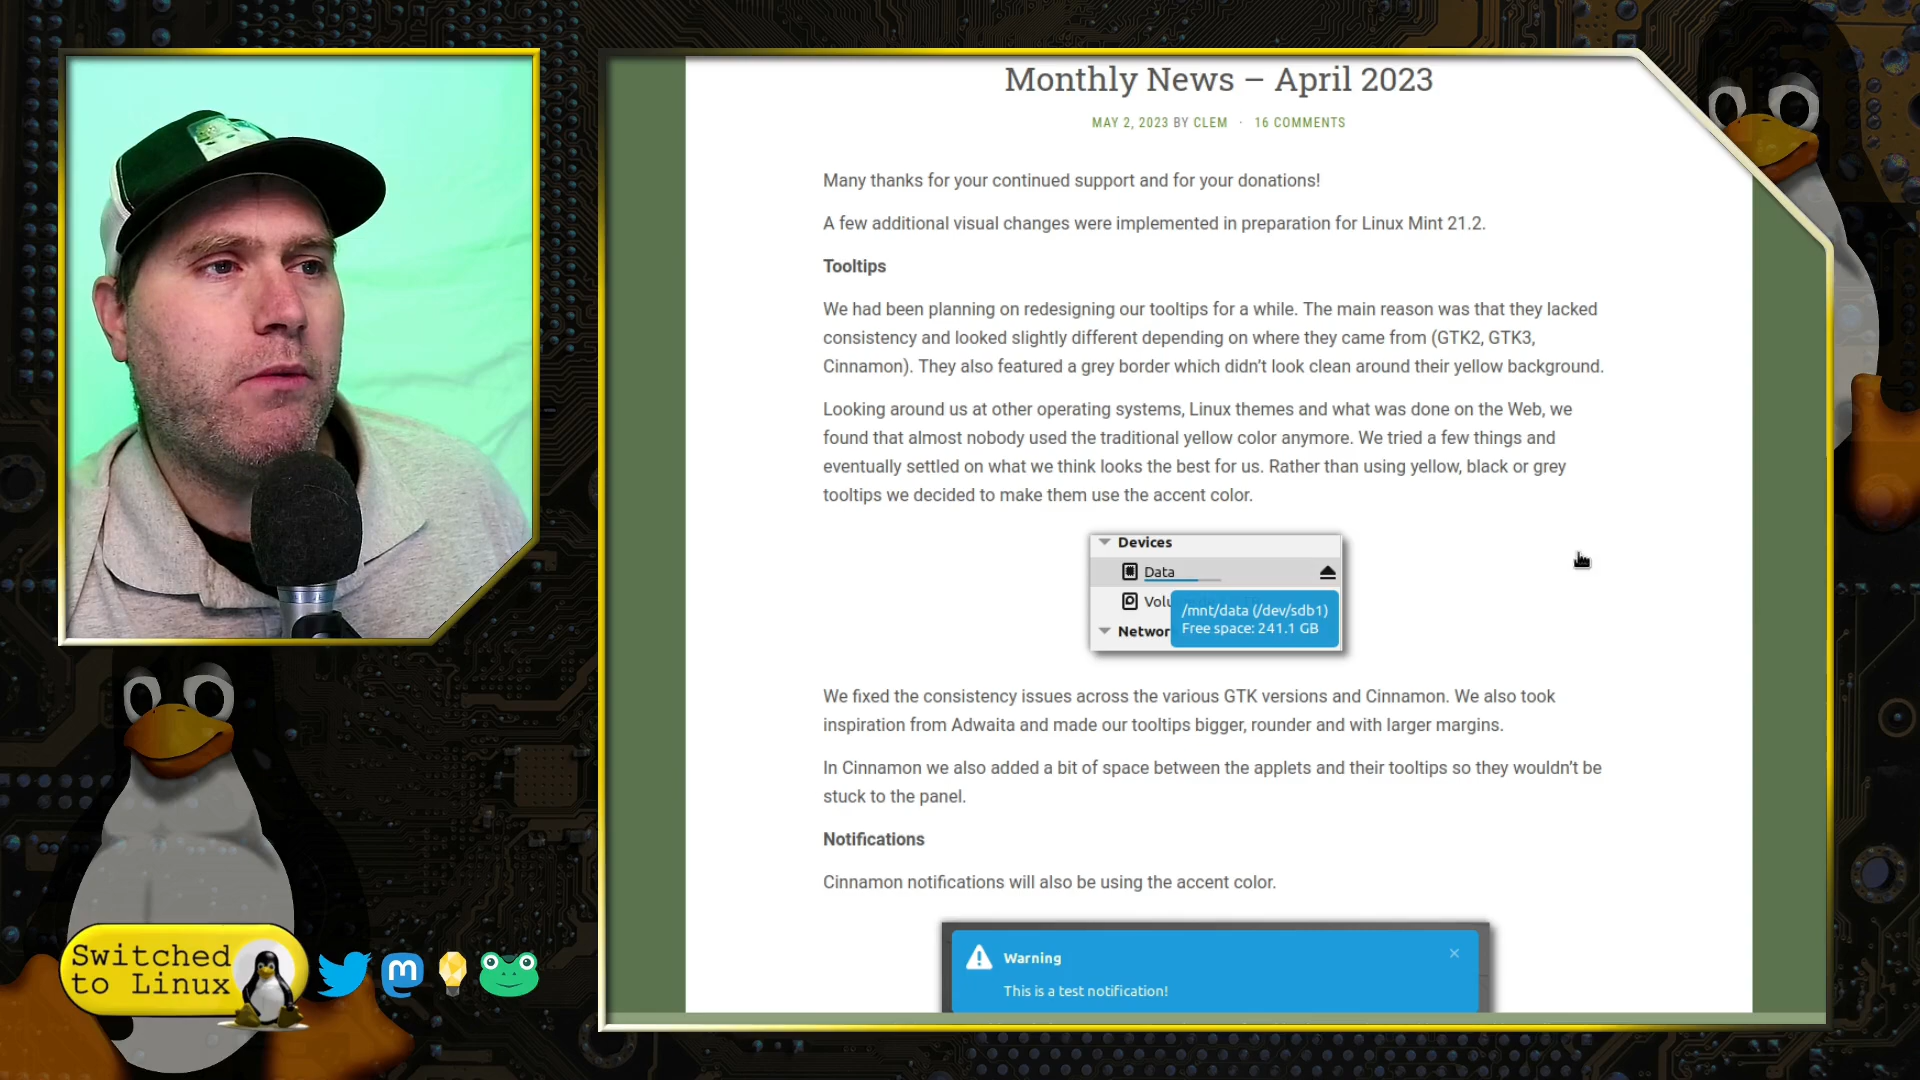 Monthly News – April 2023
MAY 2, 2023 BY CLEM · 16 COMMENTS
Many thanks for your continued support and for your donations!
A few additional visual changes were implemented in preparation for Linux Mint 21.2.
Tooltips
We had been planning on redesigning our tooltips for a while. The main reason was that they lacked
consistency and looked slightly different depending on where they came from (GTK2, GTK3,
Cinnamon). They also featured a grey border which didn’t look clean around their yellow background.
Looking around us at other operating systems, Linux themes and what was done on the Web, we
found that almost nobody used the traditional yellow color anymore. We tried a few things and
eventually settled on what we think looks the best for us. Rather than using yellow, black or grey
tooltips we decided to make them use the accent color.
Devices
Data
Volu
/mnt/data (/dev/sdb1)
Networ
Free space: 241.1 GB
We fixed the consistency issues across the various GTK versions and Cinnamon. We also took
inspiration from Adwaita and made our tooltips bigger, rounder and with larger margins.
In Cinnamon we also added a bit of space between the applets and their tooltips so they wouldn’t be
stuck to the panel.
Notifications
Cinnamon notifications will also be using the accent color.
Warning
This is a test notification!
Switched
to Linux